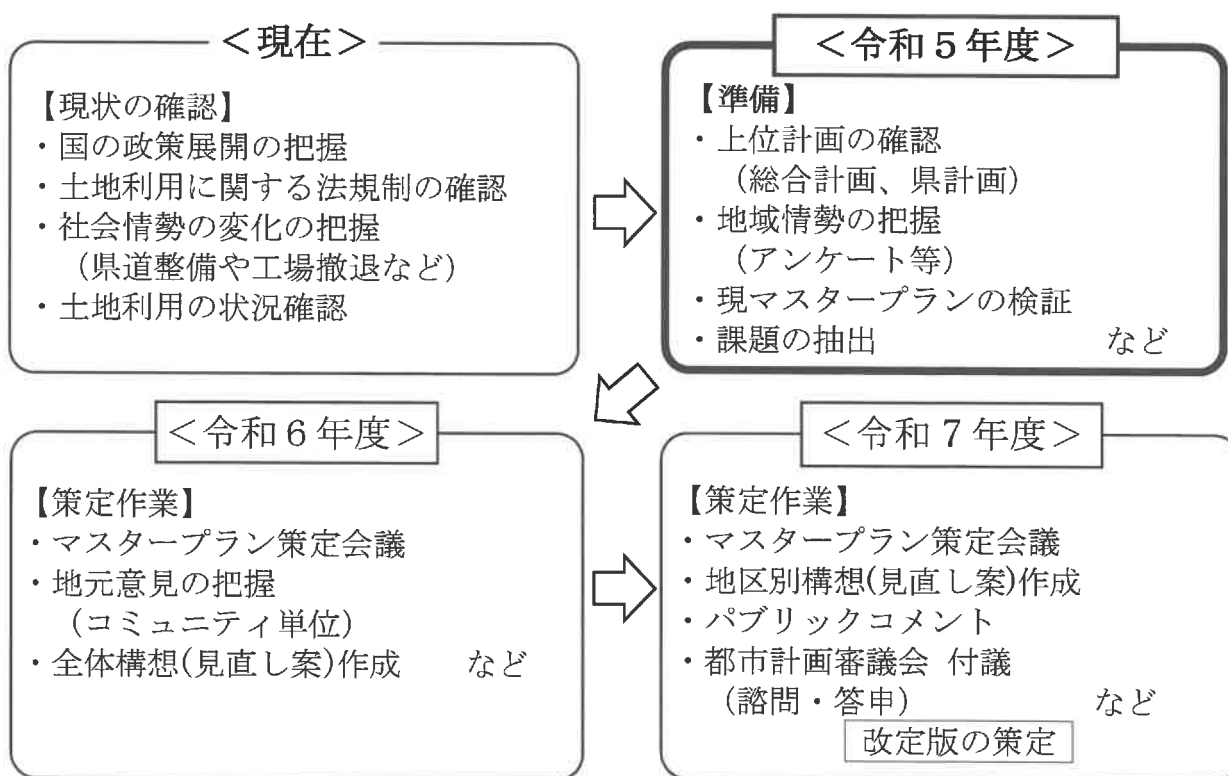 ＜現在＞
【現状の確認】
・国の政策展開の把握
・土地利用に関する法規制の確認
・社会情勢の変化の把握
（県道整備や工場撤退など）
・土地利用の状況確認
＜令和５年度＞
【準備】
・上位計画の確認
（総合計画、県計画）
・地域情勢の把握
（アンケート等）
・現マスタープランの検証
・課題の抽出　　　　　　など
＜令和６年度＞
【策定作業】
・マスタープラン策定会議
・地元意見の把握
（コミュニティ単位）
・全体構想(見直し案)作成　　など
＜令和７年度＞
【策定作業】
・マスタープラン策定会議
・地区別構想(見直し案)作成
・パブリックコメント
・都市計画審議会 付議
（諮問・答申）　　　　　　など
改定版の策定